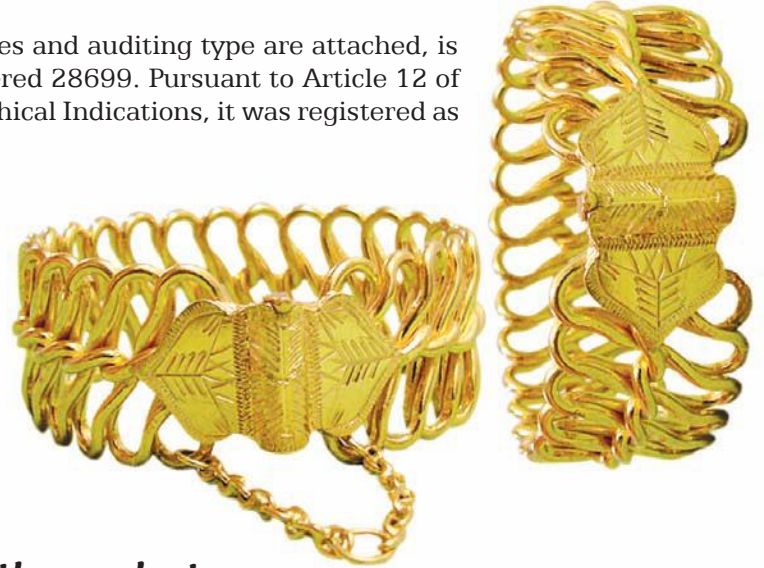 es and auditing type are attached, is
ered 28699. Pursuant to Article 12 of
hical Indications, it was registered as